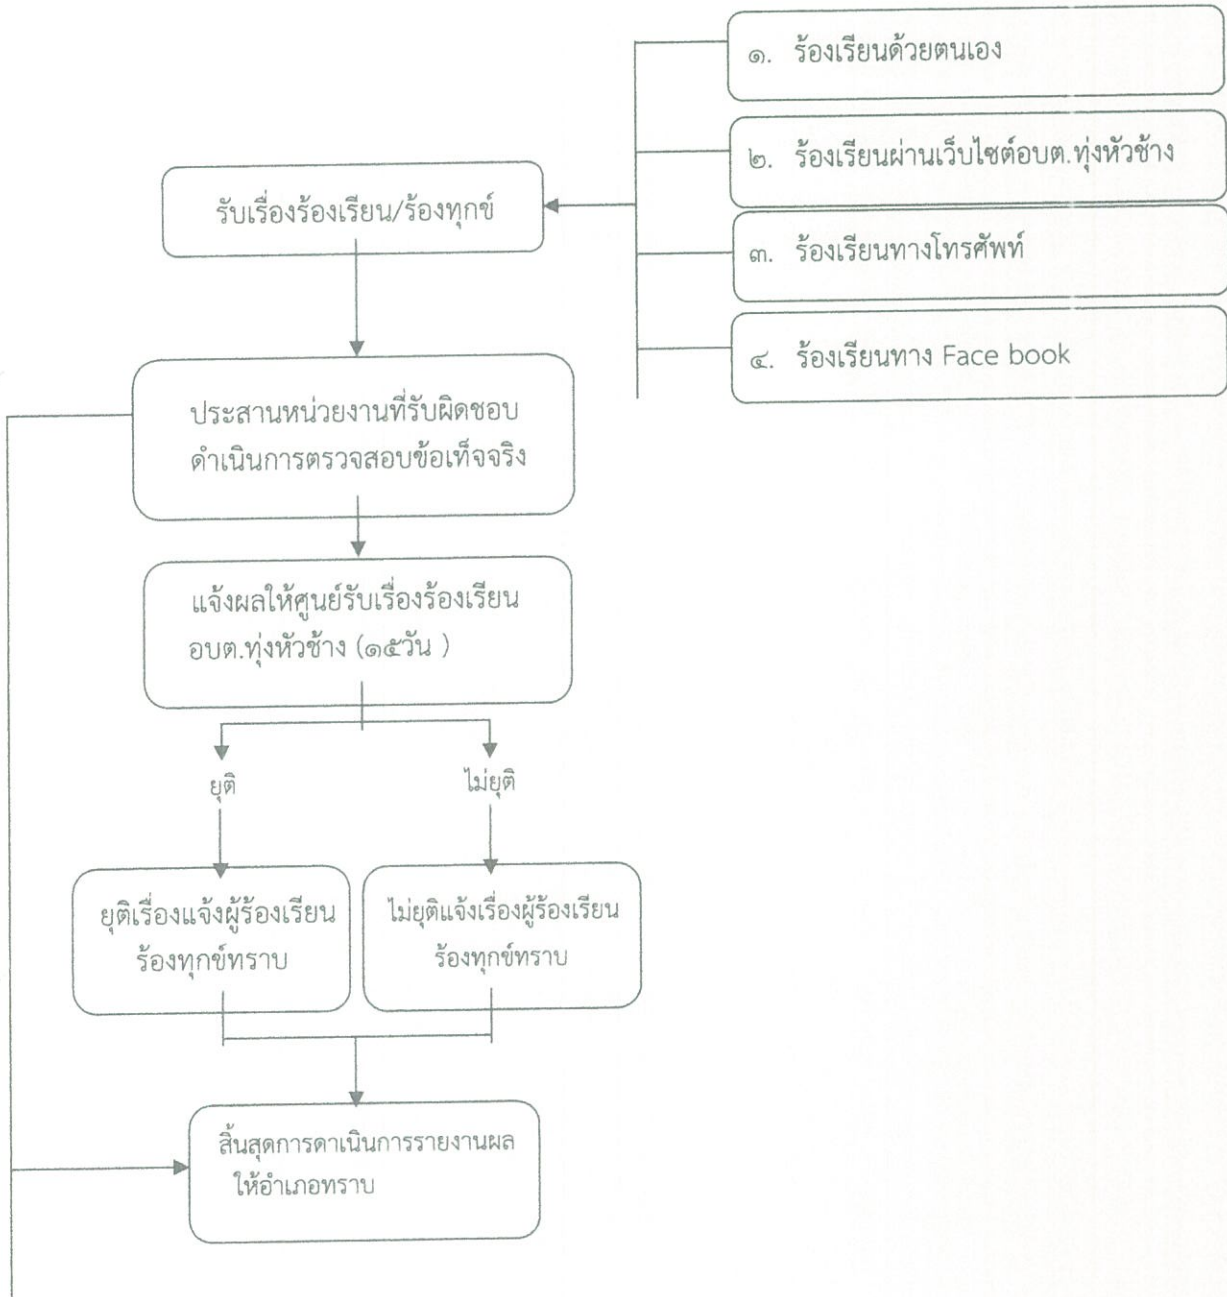 ๑. ร้องเรียนด้วยตนเอง
๒. ร้องเรียนผ่านเว็บไซต์อบต.ทุ่งหัวช้าง
รับเรื่องร้องเรียน/ร้องทุกข์
๓. ร้องเรียนทางโทรศัพท์
๔. ร้องเรียนทาง Face book
ประสานหน่วยงานที่รับผิดชอบ
ดำเนินการตรวจสอบข้อเท็จจริง
แจ้งผลให้ศูนย์รับเรื่องร้องเรียน
อบต.ทุ่งหัวช้าง (๑๕วัน )
ยุติ
ไม่ยุติ
ยุติเรื่องแจ้งผู้ร้องเรียน
ร้องทุกข์ทราบ
ไม่ยุติแจ้งเรื่องผู้ร้องเรียน
ร้องทุกข์ทราบ
สิ้นสุดการดาเนินการรายงานผล
ให้อำเภอทราบ